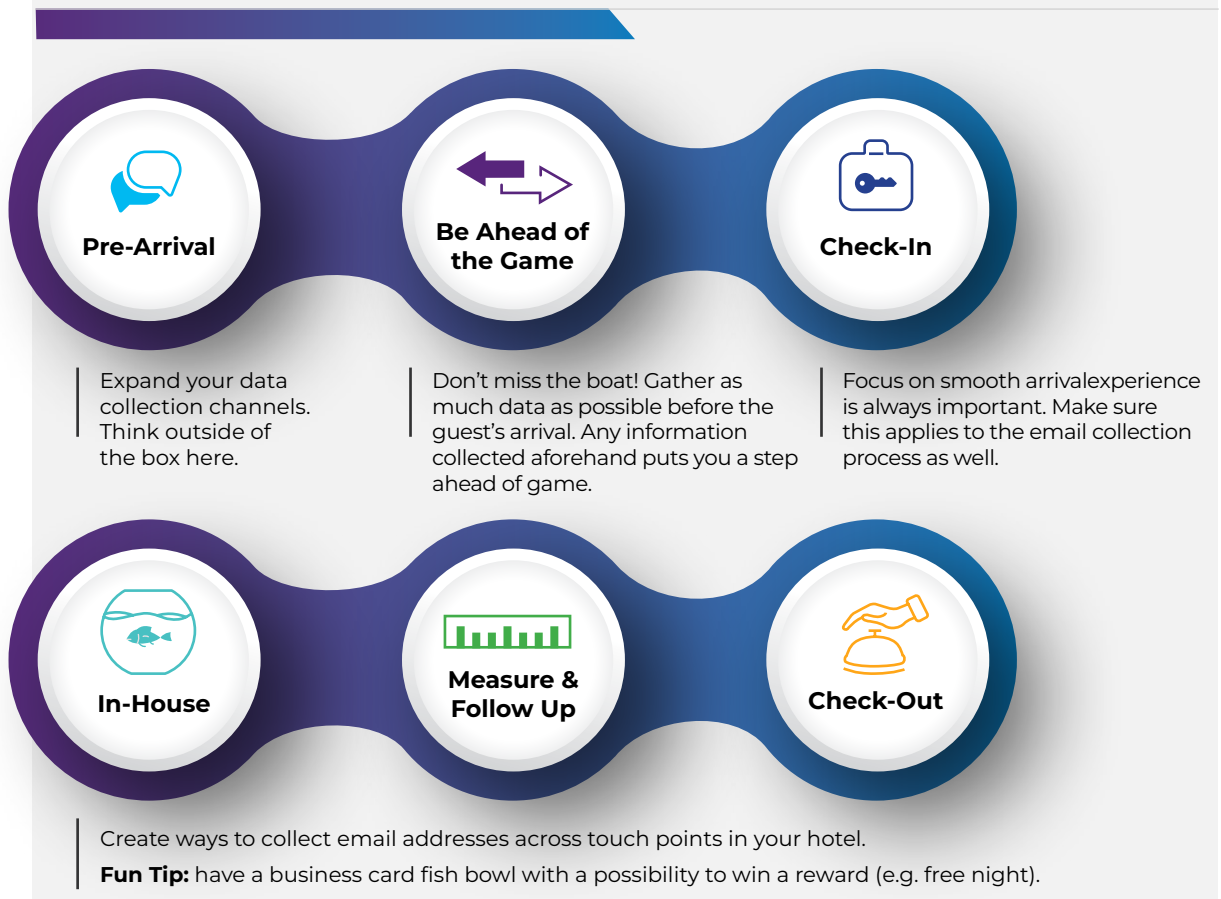 Pre-Arrival
Be Ahead of
the Game
Check-In
Expand your data
collection channels.
Think outside of
the box here.
Don’t miss the boat! Gather as
much data as possible before the
guest’s arrival. Any information
collected aforehand puts you a step
ahead of game.
Focus on smooth arrivalexperience
is always important. Make sure
this applies to the email collection
process as well.
In-House
Measure &
Follow Up
Check-Out
Create ways to collect email addresses across touch points in your hotel.
Fun Tip: have a business card fish bowl with a possibility to win a reward (e.g. free night).